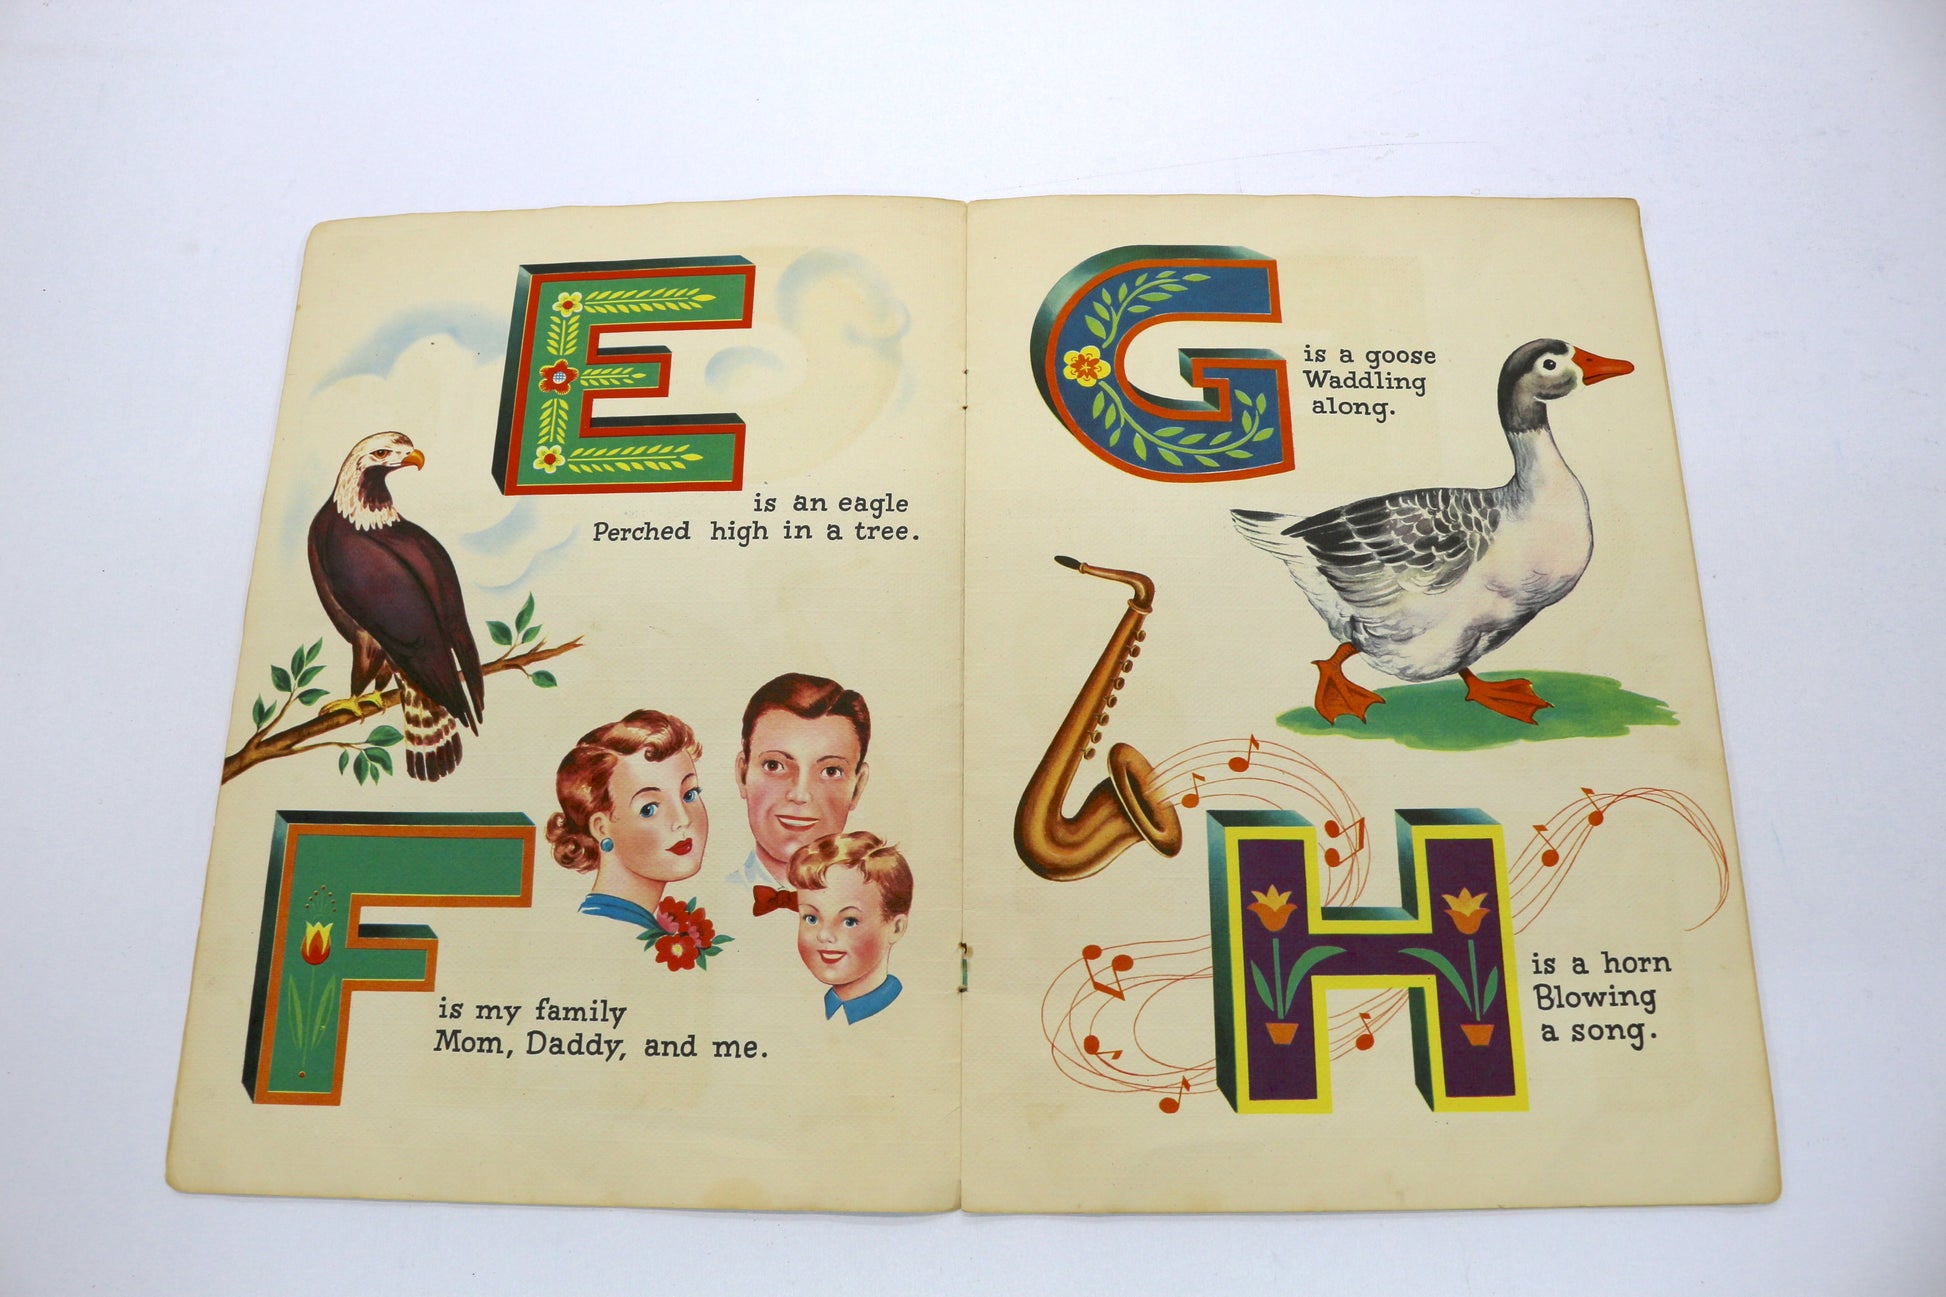 E
is an eagle
Perched high in a tree.
F
is my family
Mom, Daddy, and me.
G
is a goose
Waddling
along.
H
is a horn
Blowing
a song.